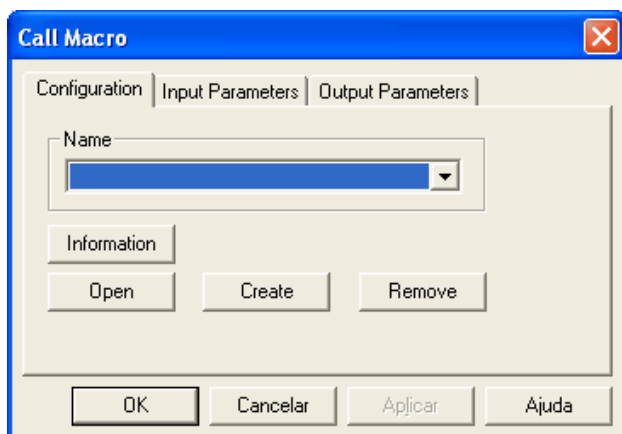 Call Macro
Configuration Input Parameters Output Parameters
Name
Information
Open Create Remove
OK Cancelar Aplicar Ajuda